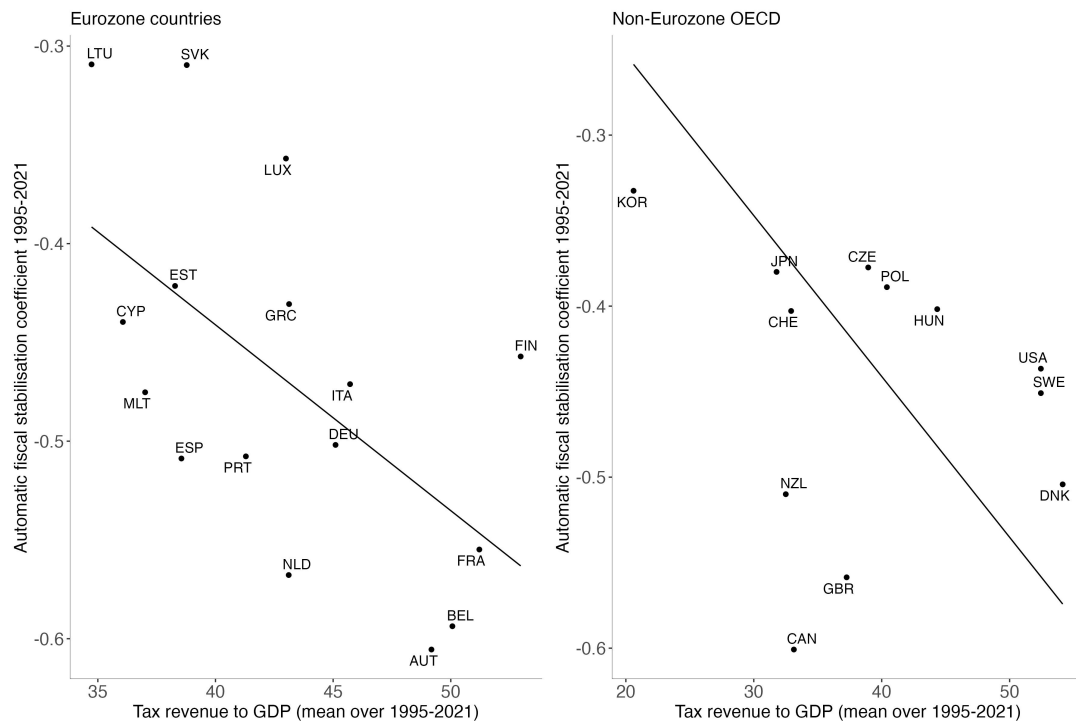 Eurozone countries
Automatic fiscal stabilisation coefficient 1995-2021
-0.3
-0.4
-0.5
-0.6
LTU
SVK
LUX
EST
GRC
CYP
FIN
ITA
MLT
DEU
ESP
PRT
NLD
FRA
BEL
AUT
35 40 45 50
Tax revenue to GDP (mean over 1995-2021)
Non-Eurozone OECD
Automatic fiscal stabilisation coefficient 1995-2021
-0.3
-0.4
-0.5
-0.6
KOR
JPN
CZE
POL
CHE
HUN
USA
SWE
NZL
DNK
GBR
CAN
20 30 40 50
Tax revenue to GDP (mean over 1995-2021)